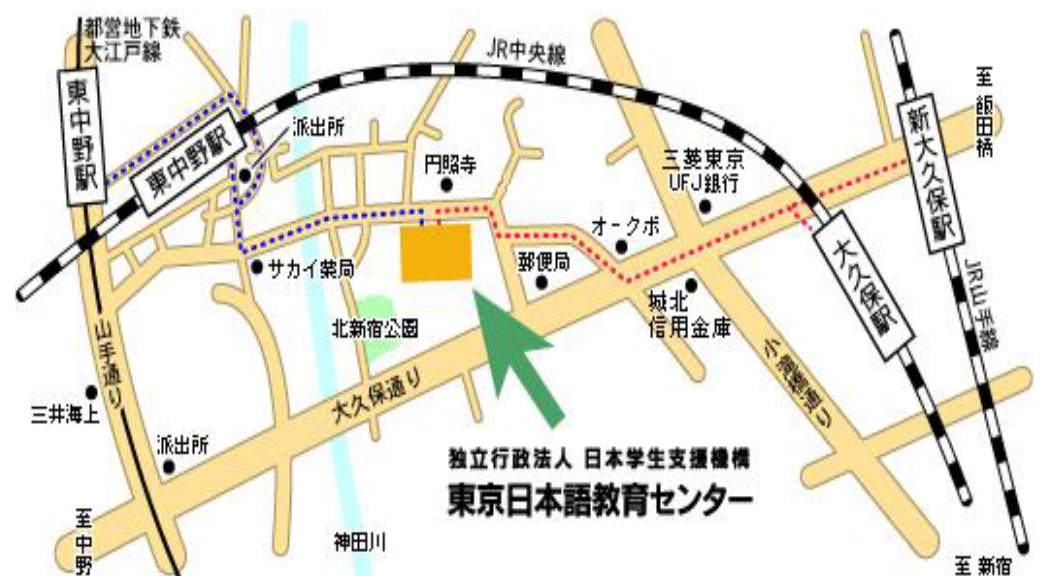 都営地下鉄
大江戸線
JR中央線
東中野駅
東中野駅
派出所
円照寺
三菱東京
UFJ銀行
至 飯田橋
新大久保駅
オークボ
サカイ薬局
郵便局
大久保駅
城北
信用金庫
JR山手線
北新宿公園
山手通り
大久保通り
小滝橋通り
三井海上
派出所
独立行政法人 日本学生支援機構
東京日本語教育センター
至 中野
神田川
至 新宿